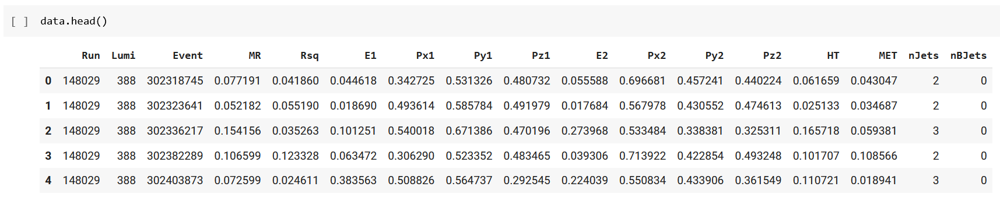 [ ] data.head()
Run Lumi Event MR Rsq E1 Px1 Py1 Pz1 E2 Px2 Py2 Pz2 HT MET nJets nBJets
0 148029 388 302318745 0.077191 0.041860 0.044618 0.342725 0.531326 0.480732 0.055588 0.696681 0.457241 0.440224 0.061659 0.043047 2 0
1 148029 388 302323641 0.052182 0.055190 0.018690 0.493614 0.585784 0.491979 0.017684 0.567978 0.430552 0.474613 0.025133 0.034687 2 0
2 148029 388 302336217 0.154156 0.035263 0.101251 0.540018 0.671386 0.470196 0.273968 0.533484 0.338381 0.325311 0.165718 0.059381 3 0
3 148029 388 302382289 0.106599 0.123328 0.063472 0.306290 0.523352 0.483465 0.039306 0.713922 0.422854 0.493248 0.101707 0.108566 2 0
4 148029 388 302403873 0.072599 0.024611 0.383563 0.508826 0.564737 0.292545 0.224039 0.550834 0.433906 0.361549 0.110721 0.018941 3 0